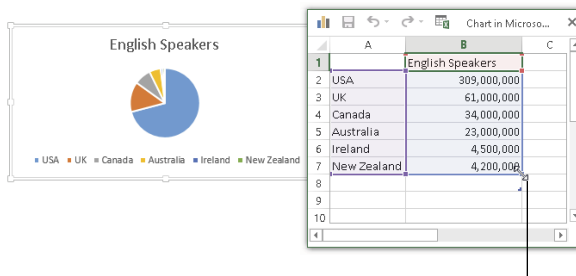 English Speakers
USA UK Canada Australia Ireland New Zealand
Chart in Microso...
A B C
1 English Speakers
2 USA 309,000,000
3 UK 61,000,000
4 Canada 34,000,000
5 Australia 23,000,000
6 Ireland 4,500,000
7 New Zealand 4,200,000
8
9
10